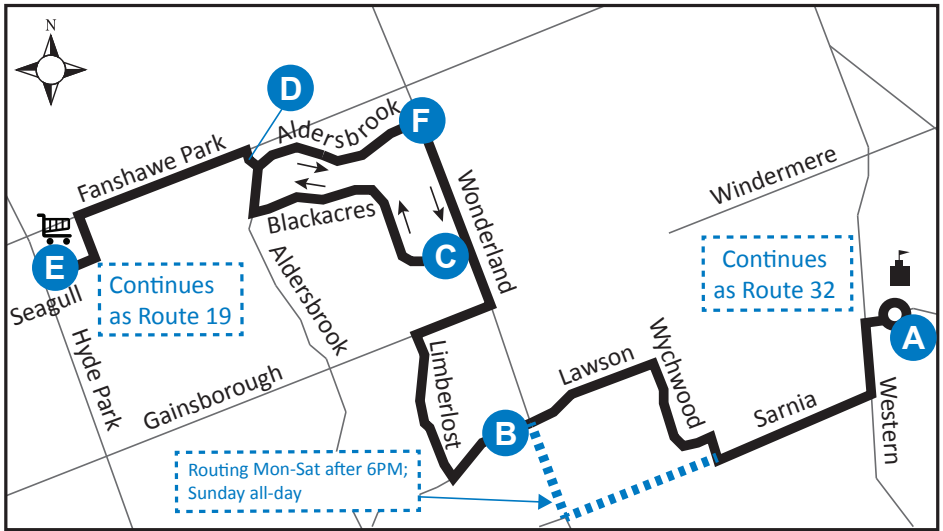 N
D
F
Aldersbrook
Fanshawe Park
Windermere
Wonderland
Blackacres
C
E
Seagull
Continues
as Route 19
Aldersbrook
Continues
as Route 32
A
Hyde Park
Gainsborough
Limberlost
Lawson
Wychwood
Sarnia
Western
B
Routing Mon-Sat after 6PM;
Sunday all-day